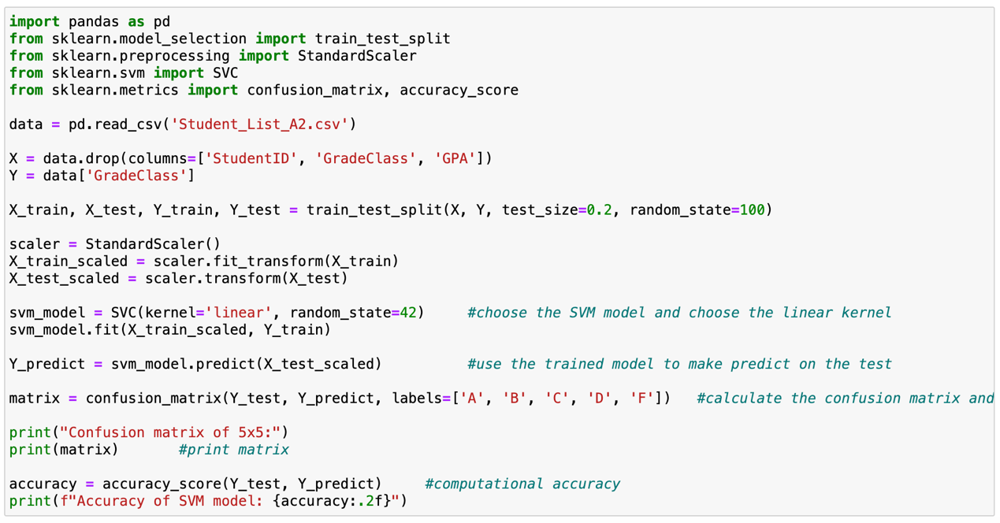 import pandas as pd
from sklearn.model_selection import train_test_split
from sklearn.preprocessing import StandardScaler
from sklearn.svm import SVC
from sklearn.metrics import confusion_matrix, accuracy_score
data = pd.read_csv('Student_List_A2.csv')
X = data.drop(columns=['StudentID', 'GradeClass', 'GPA'])
Y = data['GradeClass']
X_train, X_test, Y_train, Y_test = train_test_split(X, Y, test_size=0.2, random_state=100)
scaler = StandardScaler()
X_train_scaled = scaler.fit_transform(X_train)
X_test_scaled = scaler.transform(X_test)
svm_model = SVC(kernel='linear', random_state=42)     #choose the SVM model and choose the linear kernel
svm_model.fit(X_train_scaled, Y_train)
Y_predict = svm_model.predict(X_test_scaled)          #use the trained model to make predict on the test
matrix = confusion_matrix(Y_test, Y_predict, labels=['A', 'B', 'C', 'D', 'F'])   #calculate the confusion matrix and
print("Confusion matrix of 5x5:")
print(matrix)       #print matrix
accuracy = accuracy_score(Y_test, Y_predict)     #computational accuracy
print(f"Accuracy of SVM model: {accuracy:.2f}")